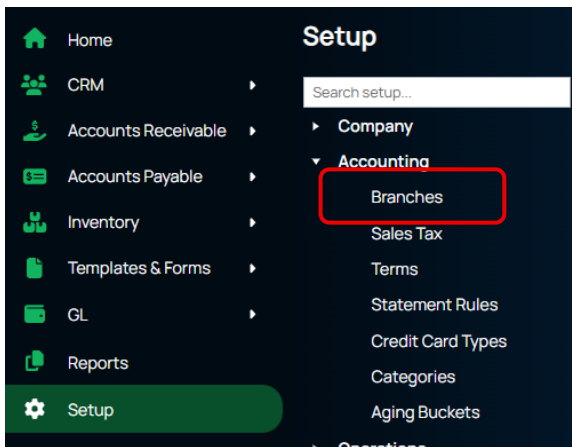 Home
CRM
Accounts Receivable
Accounts Payable
Inventory
Templates & Forms
GL
Reports
Setup
Setup
Search setup...
Company
Accounting
Branches
Sales Tax
Terms
Statement Rules
Credit Card Types
Categories
Aging Buckets
Operations